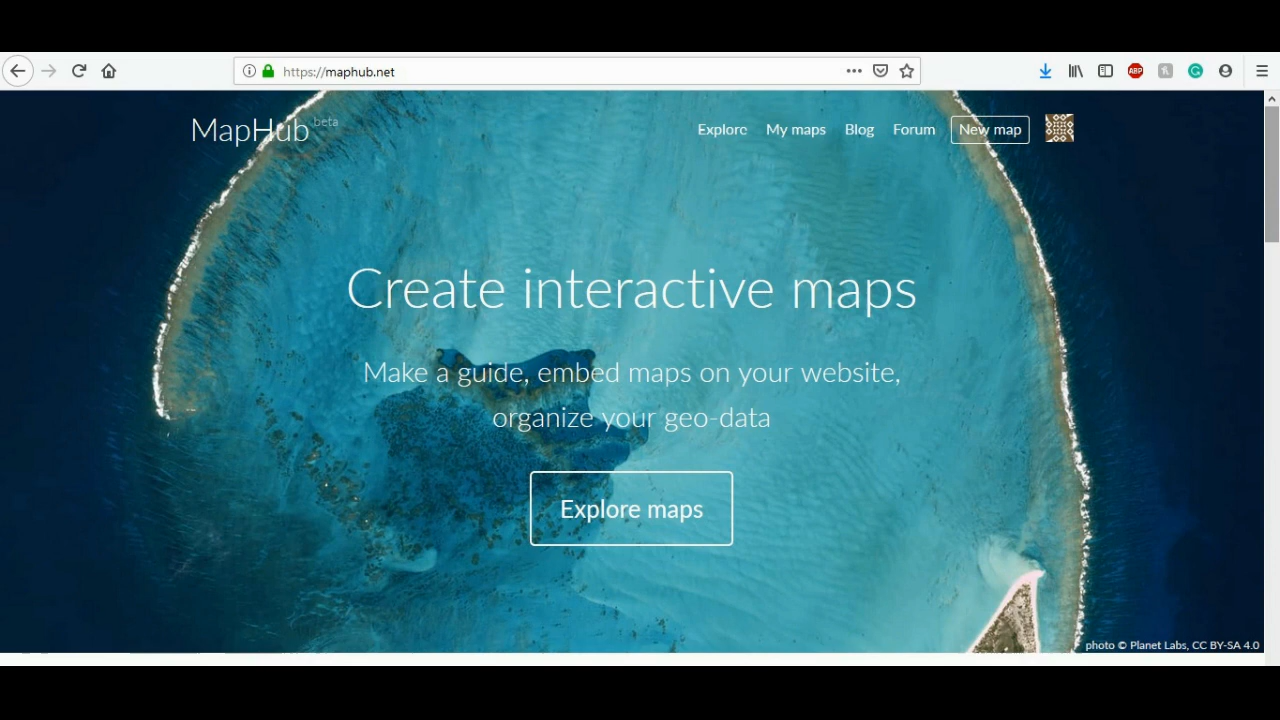 https://maphub.net
ABP
MapHub beta
Explore
My maps
Blog
Forum
New map
Create interactive maps
Make a guide, embed maps on your website,
organize your geo-data
Explore maps
photo © Planet Labs, CC BY-SA 4.0